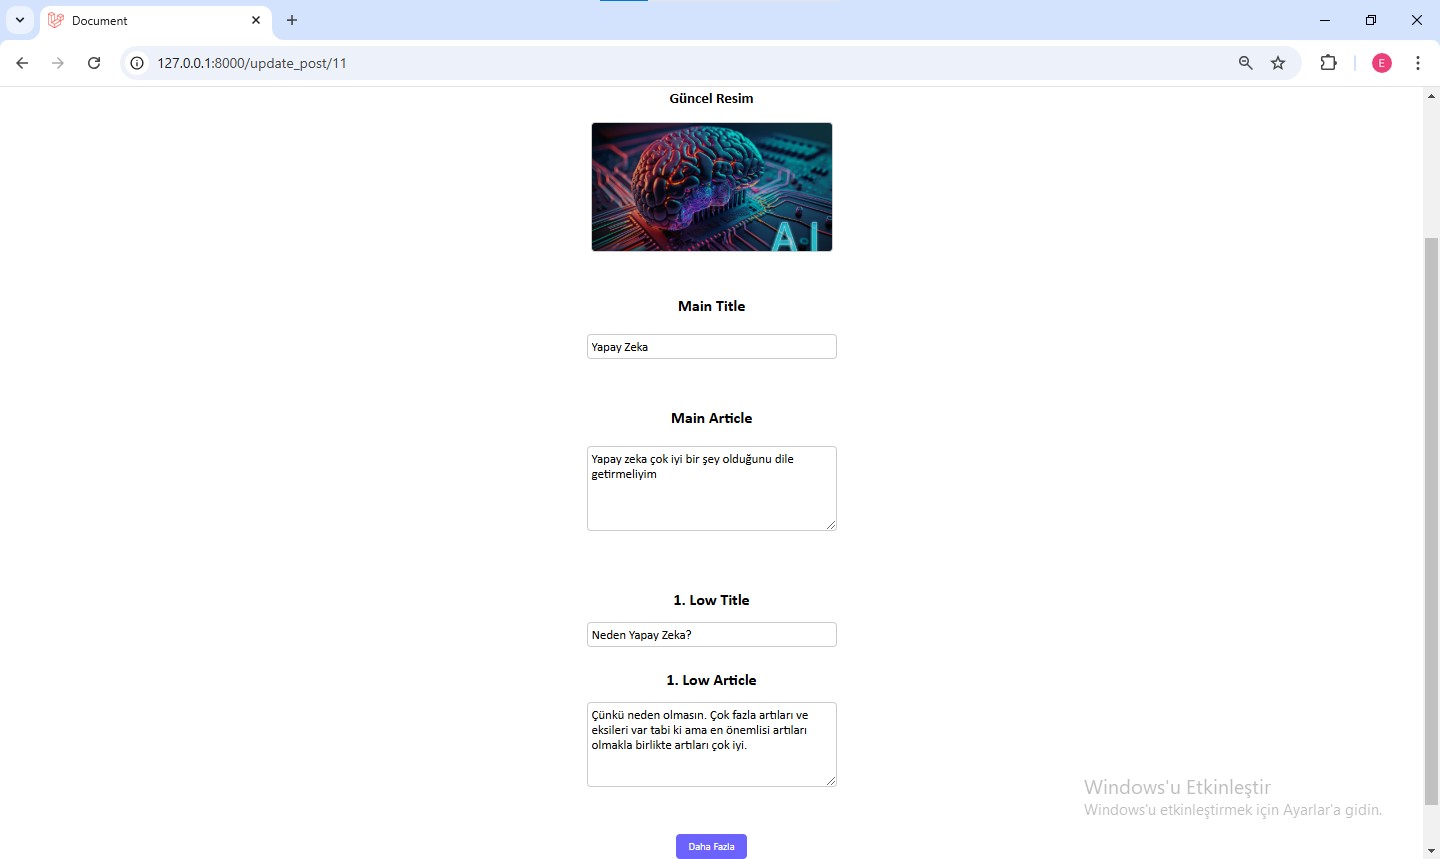 Document
127.0.0.1:8000/update_post/11
E
Güncel Resim
AI
Main Title
Yapay Zeka
Main Article
Yapay zeka çok iyi bir şey olduğunu dile
getirmeliyim
1. Low Title
Neden Yapay Zeka?
1. Low Article
Çünkü neden olmasın. Çok fazla artıları ve
eksileri var tabi ki ama en önemlisi artıları
olmakla birlikte artıları çok iyi.
Windows'u Etkinleştir
Windows'u etkinleştirmek için Ayarlar'a gidin.
Daha Fazla